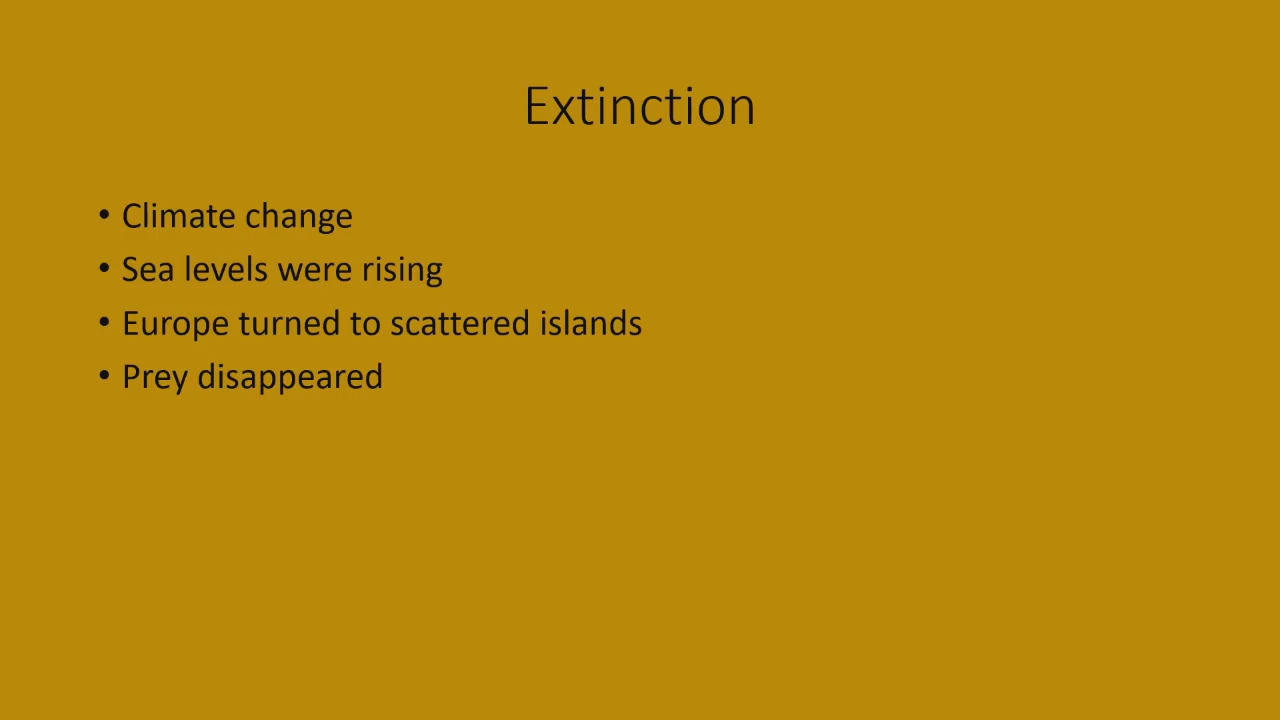 Extinction
• Climate change
• Sea levels were rising
• Europe turned to scattered islands
• Prey disappeared